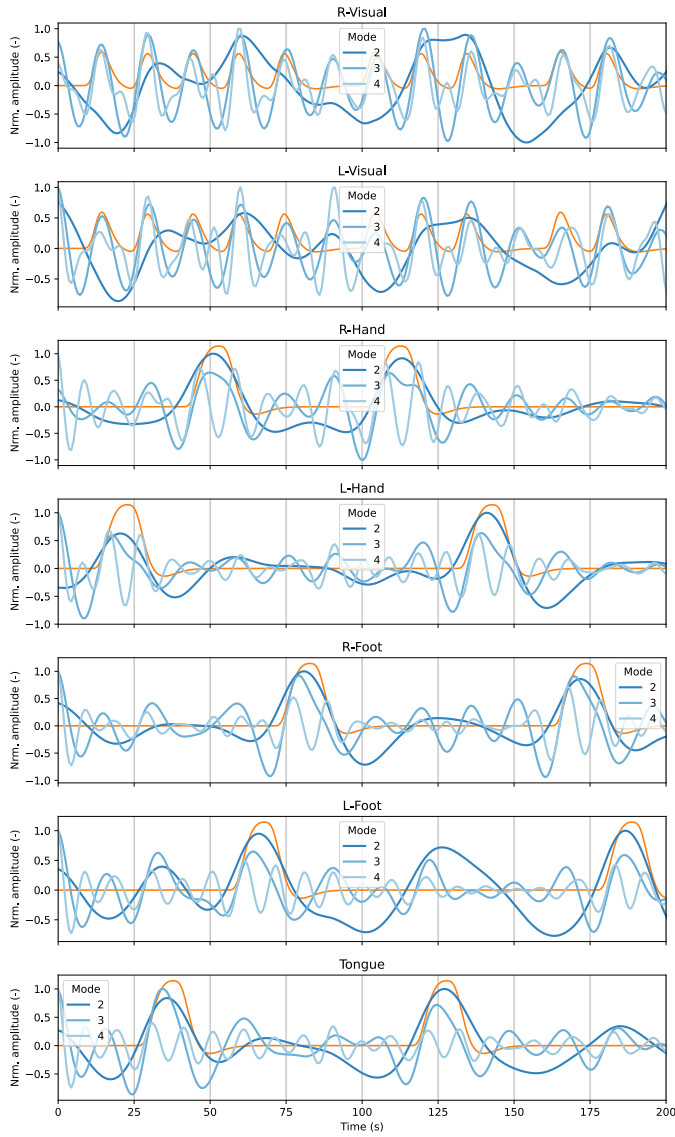 R-Visual
Nrm. amplitude (-)
1.0
0.5
0.0
−0.5
−1.0
Mode
2
3
4
L-Visual
Nrm. amplitude (-)
1.0
0.5
0.0
−0.5
Mode
2
3
4
R-Hand
Nrm. amplitude (-)
1.0
0.5
0.0
−0.5
−1.0
Mode
2
3
4
L-Hand
Nrm. amplitude (-)
1.0
0.5
0.0
−0.5
−1.0
Mode
2
3
4
R-Foot
Nrm. amplitude (-)
1.0
0.5
0.0
−0.5
−1.0
Mode
2
3
4
L-Foot
Nrm. amplitude (-)
1.0
0.5
0.0
−0.5
Mode
2
3
4
Tongue
Nrm. amplitude (-)
1.0
0.5
0.0
−0.5
Mode
2
3
4
0 25 50 75 100 125 150 175 200
Time (s)